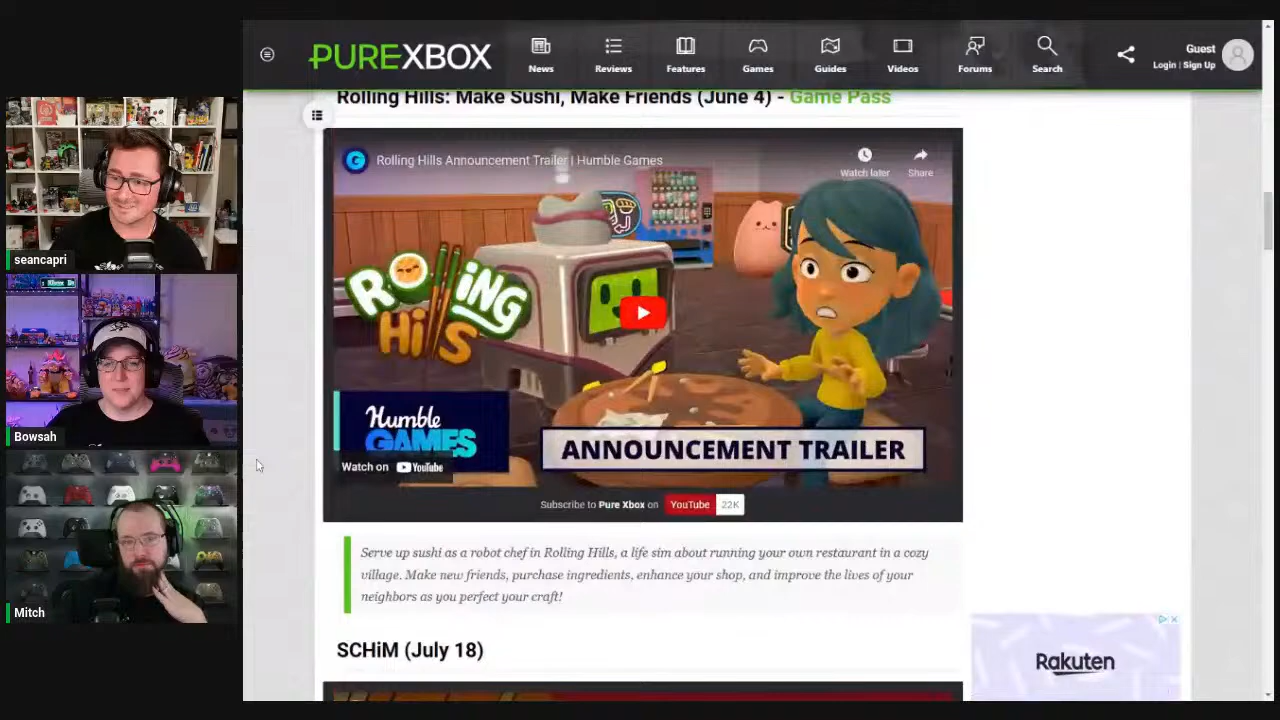 PUREXBOX
News
Reviews
Features
Games
Guides
Videos
Forums
Search
Guest
Login | Sign Up
Rolling Hills: Make Sushi, Make Friends (June 4) - Game Pass
G
Rolling Hills Announcement Trailer | Humble Games
Watch later
Share
ROLLING
HillS
Humble
GAMES
ANNOUNCEMENT TRAILER
Watch on YouTube
Subscribe to Pure Xbox on YouTube 22K
Serve up sushi as a robot chef in Rolling Hills, a life sim about running your own restaurant in a cozy
village. Make new friends, purchase ingredients, enhance your shop, and improve the lives of your
neighbors as you perfect your craft!
SCHiM (July 18)
Rakuten
seancapri
Bowsah
Mitch